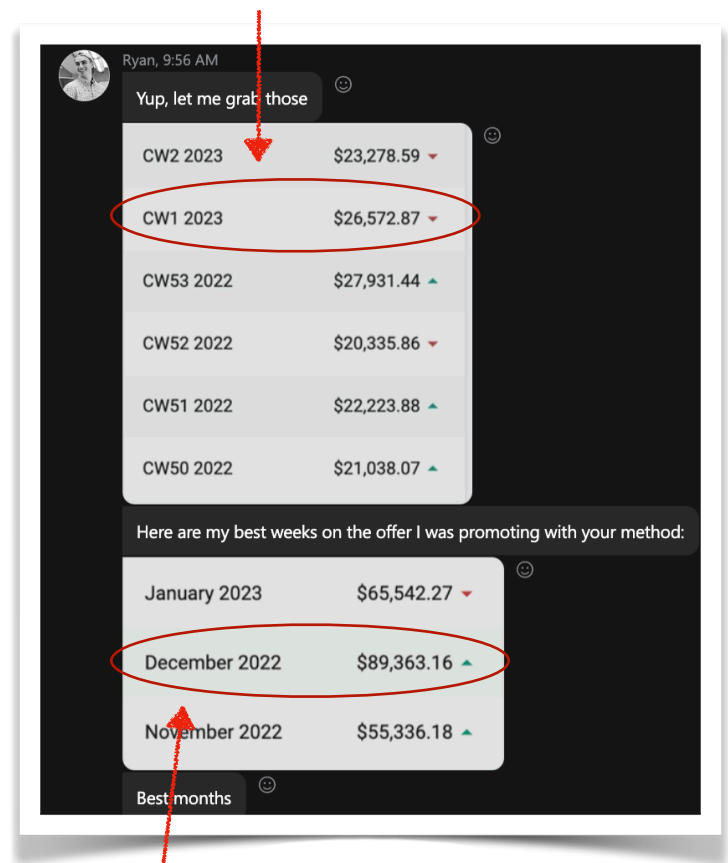 Ryan, 9:56 AM
Yup, let me grab those
CW2 2023 $23,278.59
CW1 2023 $26,572.87
CW53 2022 $27,931.44
CW52 2022 $20,335.86
CW51 2022 $22,223.88
CW50 2022 $21,038.07
Here are my best weeks on the offer I was promoting with your method:
January 2023 $65,542.27
December 2022 $89,363.16
November 2022 $55,336.18
Best months